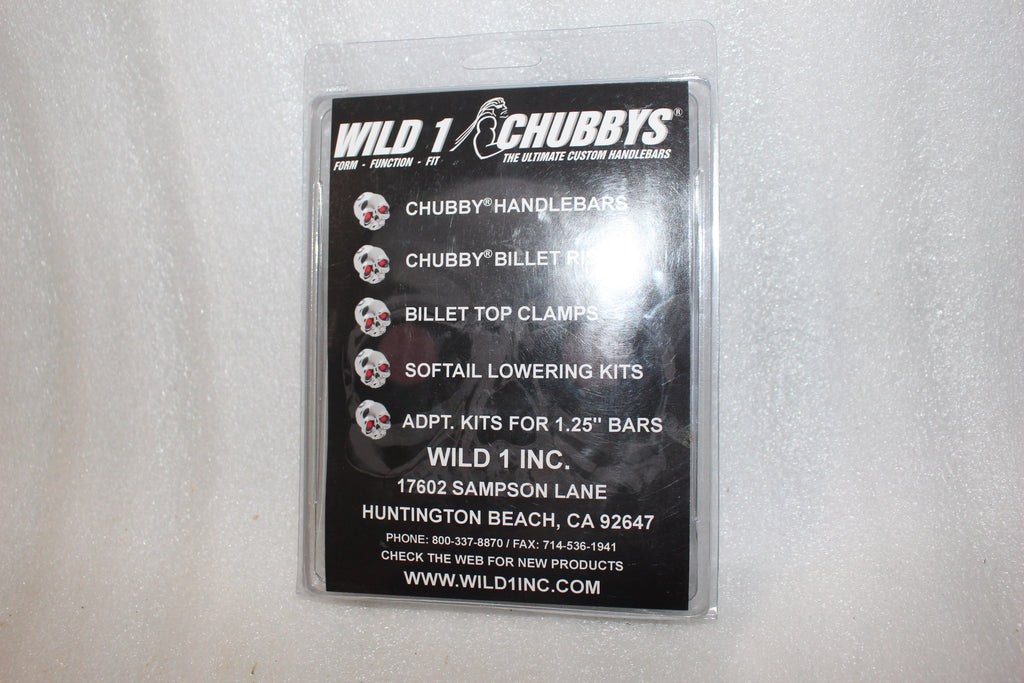 WILD 1 CHUBBYS®
FORM - FUNCTION - FIT THE ULTIMATE CUSTOM HANDLEBARS
CHUBBY® HANDLEBARS
CHUBBY® BILLET
BILLET TOP CLAMPS
SOFTAIL LOWERING KITS
ADPT. KITS FOR 1.25" BARS
WILD 1 INC.
17602 SAMPSON LANE
HUNTINGTON BEACH, CA 92647
PHONE: 800-337-8870 / FAX: 714-536-1941
CHECK THE WEB FOR NEW PRODUCTS
WWW.WILD1INC.COM